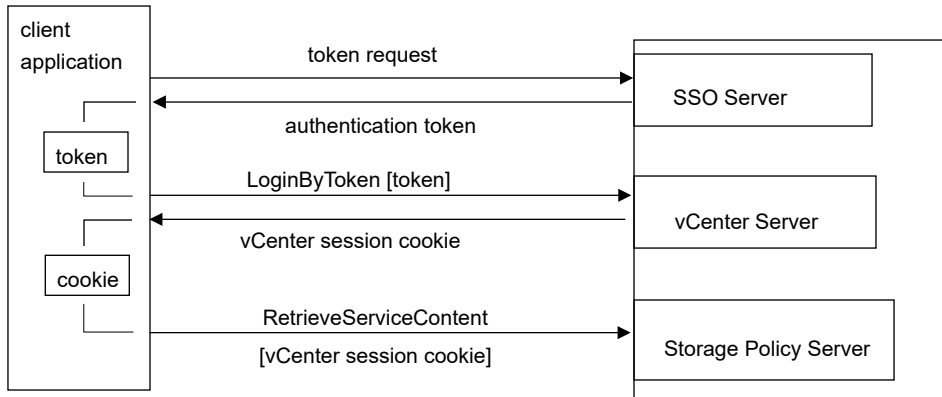 client
application
token request
SSO Server
authentication token
token
LoginByToken [token]
vCenter Server
vCenter session cookie
cookie
RetrieveServiceContent
[vCenter session cookie]
Storage Policy Server